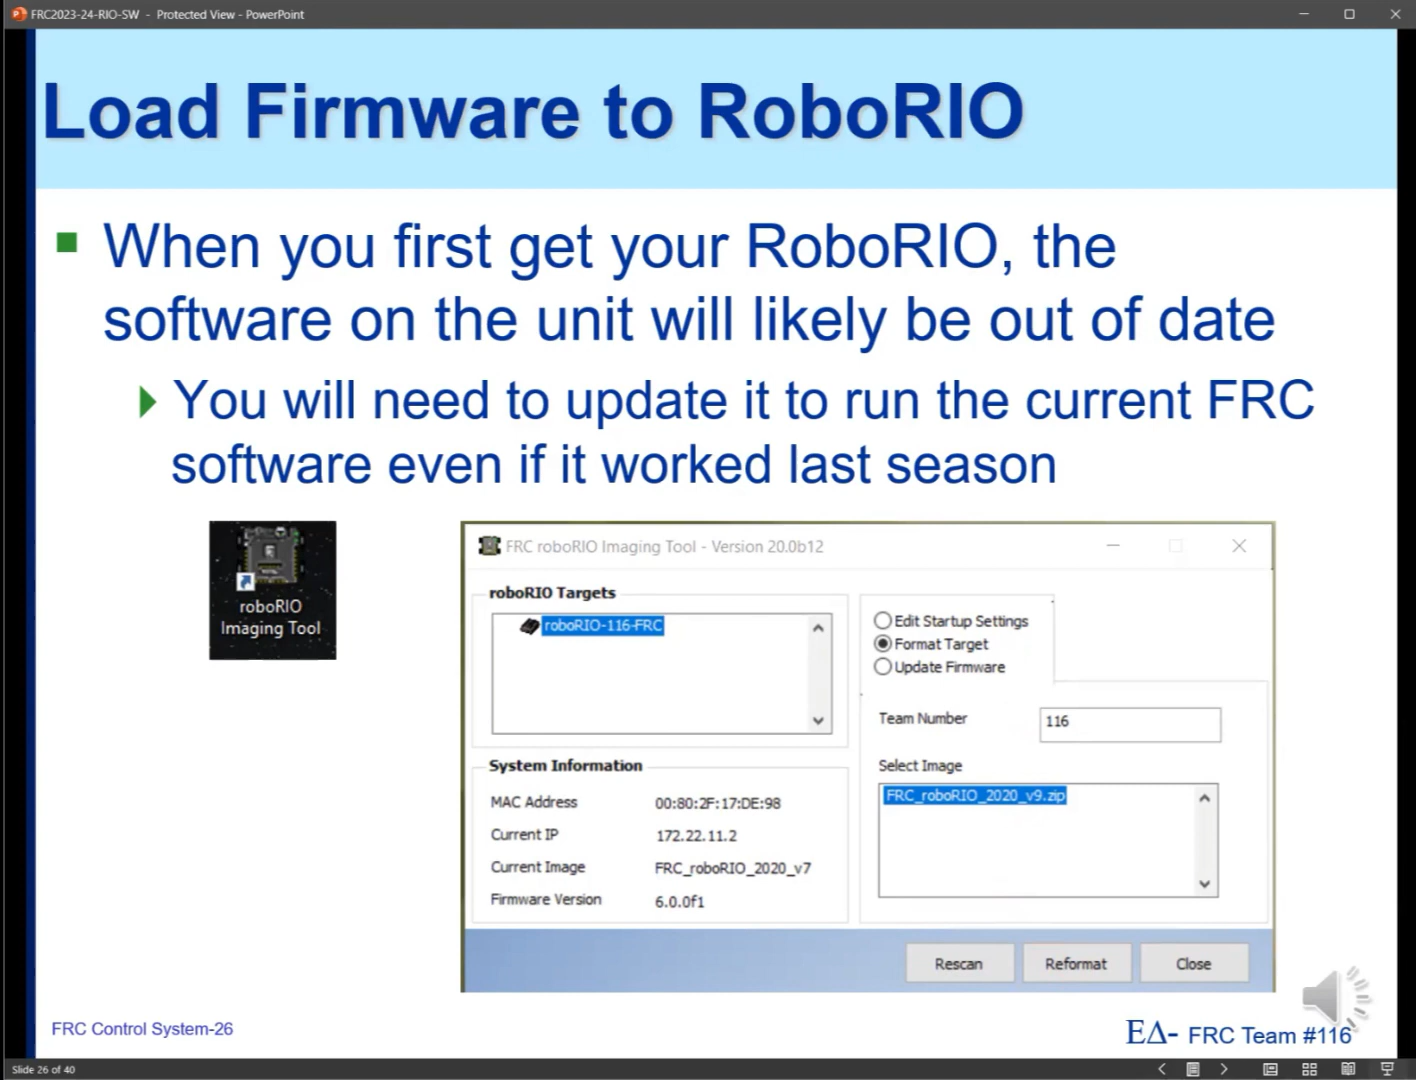 FRC2023-24-RIO-SW - Protected View - PowerPoint
Load Firmware to RoboRIO
When you first get your RoboRIO, the
software on the unit will likely be out of date
You will need to update it to run the current FRC
software even if it worked last season
roboRIO
Imaging Tool
FRC roboRIO Imaging Tool - Version 20.0b12
roboRIO Targets
roboRIO-116-FRC
System Information
MAC Address 00:80:2F:17:DE:98
Current IP 172.22.11.2
Current Image FRC_roboRIO_2020_v7
Firmware Version 6.0.0f1
Edit Startup Settings
Format Target
Update Firmware
Team Number 116
Select Image
FRC_roboRIO_2020_v9.zip
Rescan Reformat Close
FRC Control System-26
ΕΔ- FRC Team #116
Slide 26 of 40